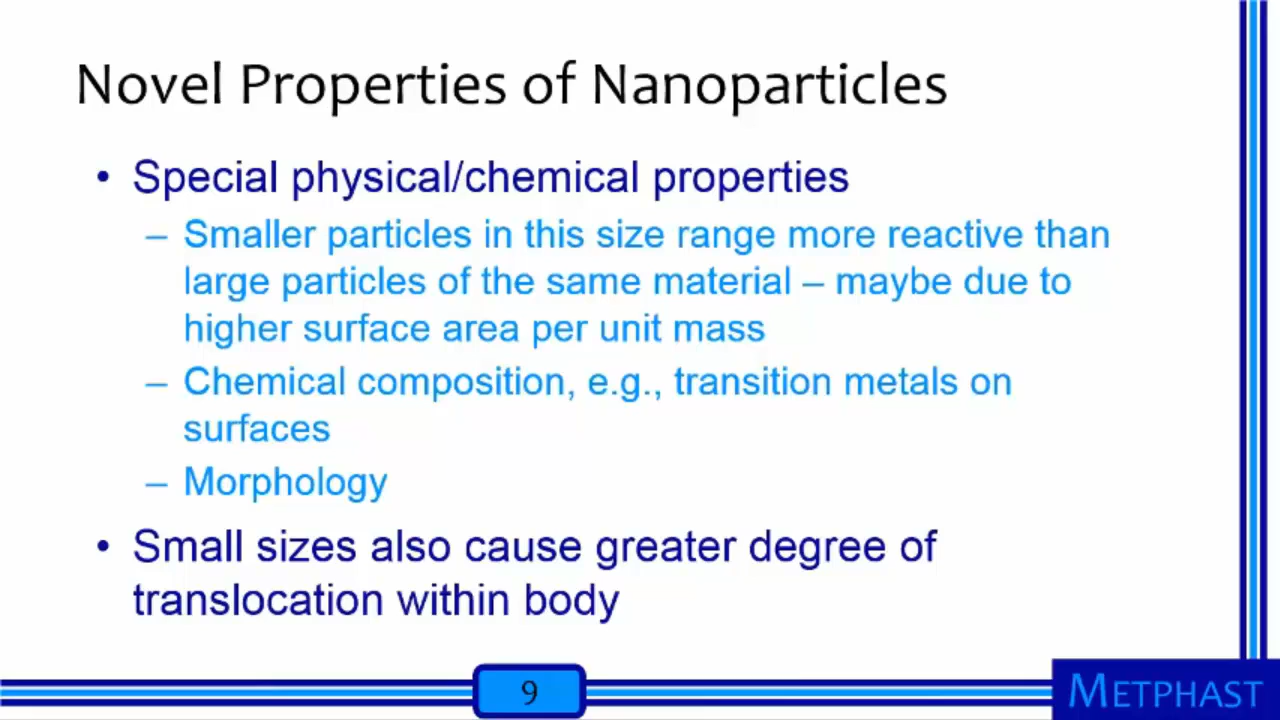 Novel Properties of Nanoparticles
• Special physical/chemical properties
– Smaller particles in this size range more reactive than
large particles of the same material – maybe due to
higher surface area per unit mass
– Chemical composition, e.g., transition metals on
surfaces
– Morphology
• Small sizes also cause greater degree of
translocation within body
9
METPHAST